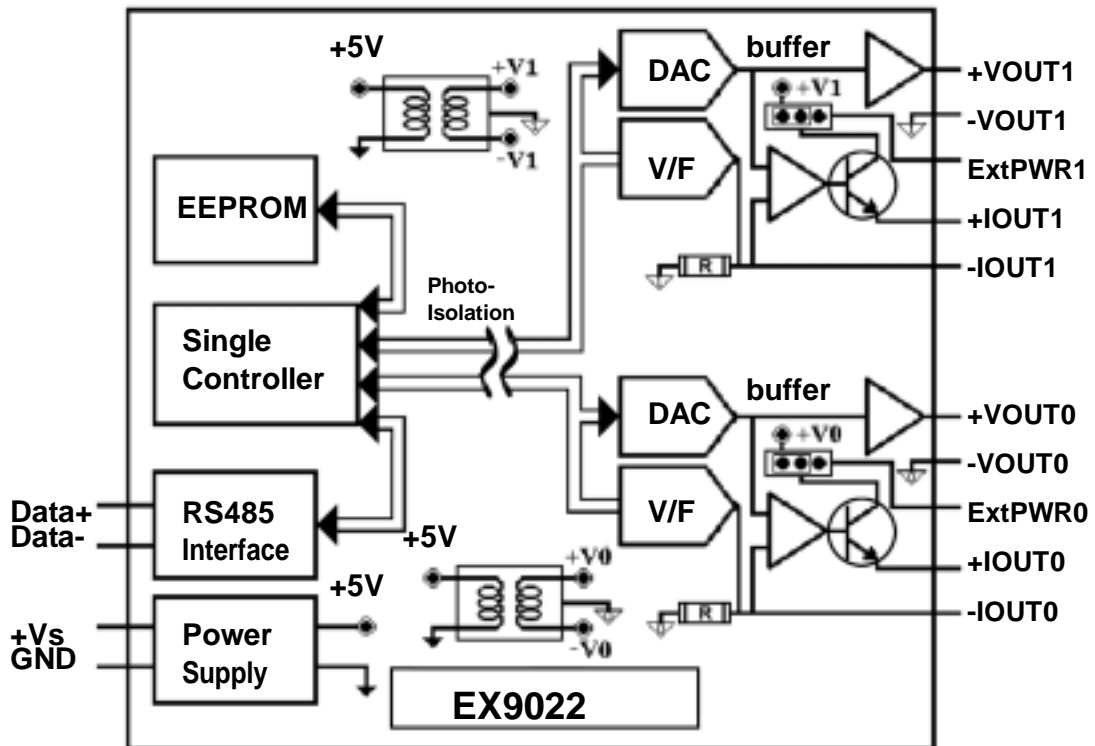 +5V
+V1
-V1
DAC
buffer
+VOUT1
+V1
-VOUT1
V/F
ExtPWR1
+IOUT1
R
-IOUT1
EEPROM
Photo-
Isolation
Single
Controller
DAC
buffer
+VOUT0
+V0
-VOUT0
V/F
ExtPWR0
+IOUT0
R
-IOUT0
Data+
Data-
RS485
Interface
+5V
+V0
-V0
+5V
+Vs
GND
Power
Supply
EX9022